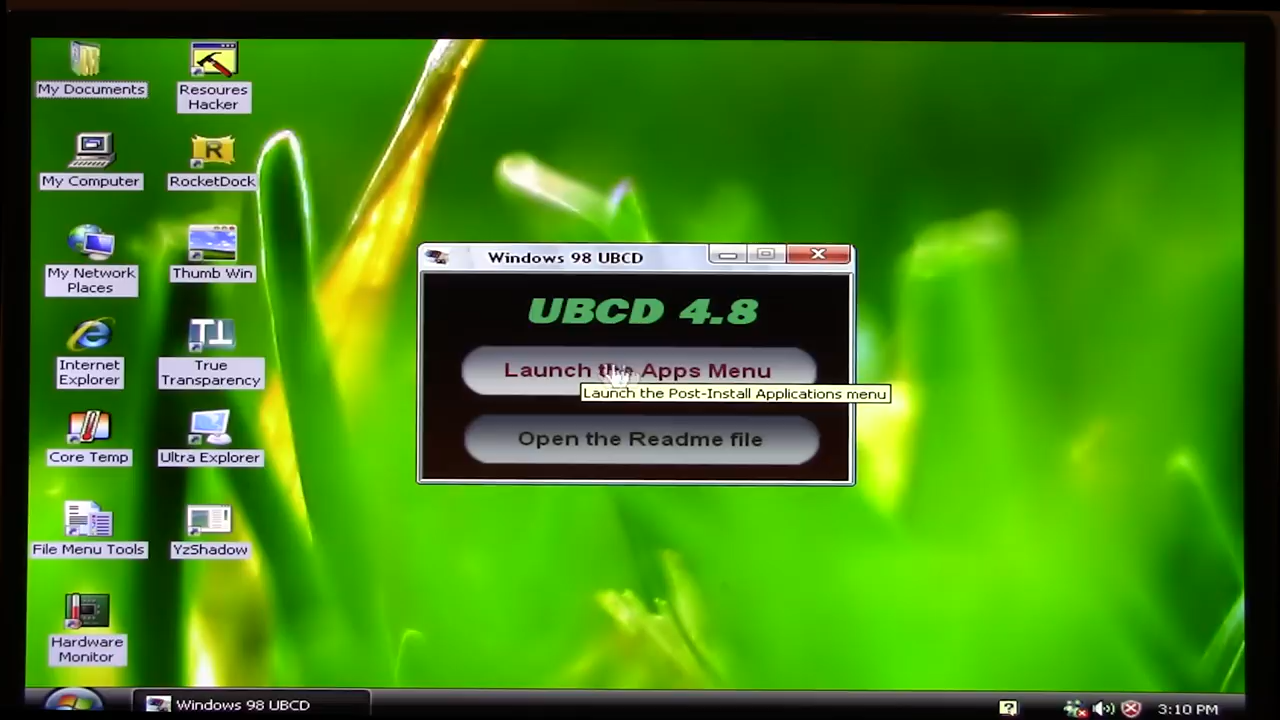 My Documents
Resoures
Hacker
My Computer
RocketDock
My Network
Places
Thumb Win
Internet
Explorer
True
Transparency
Core Temp
Ultra Explorer
File Menu Tools
YzShadow
Hardware
Monitor
Windows 98 UBCD
UBCD 4.8
Launch the Apps Menu
Launch the Post-Install Applications menu
Open the Readme file
Windows 98 UBCD
3:10 PM